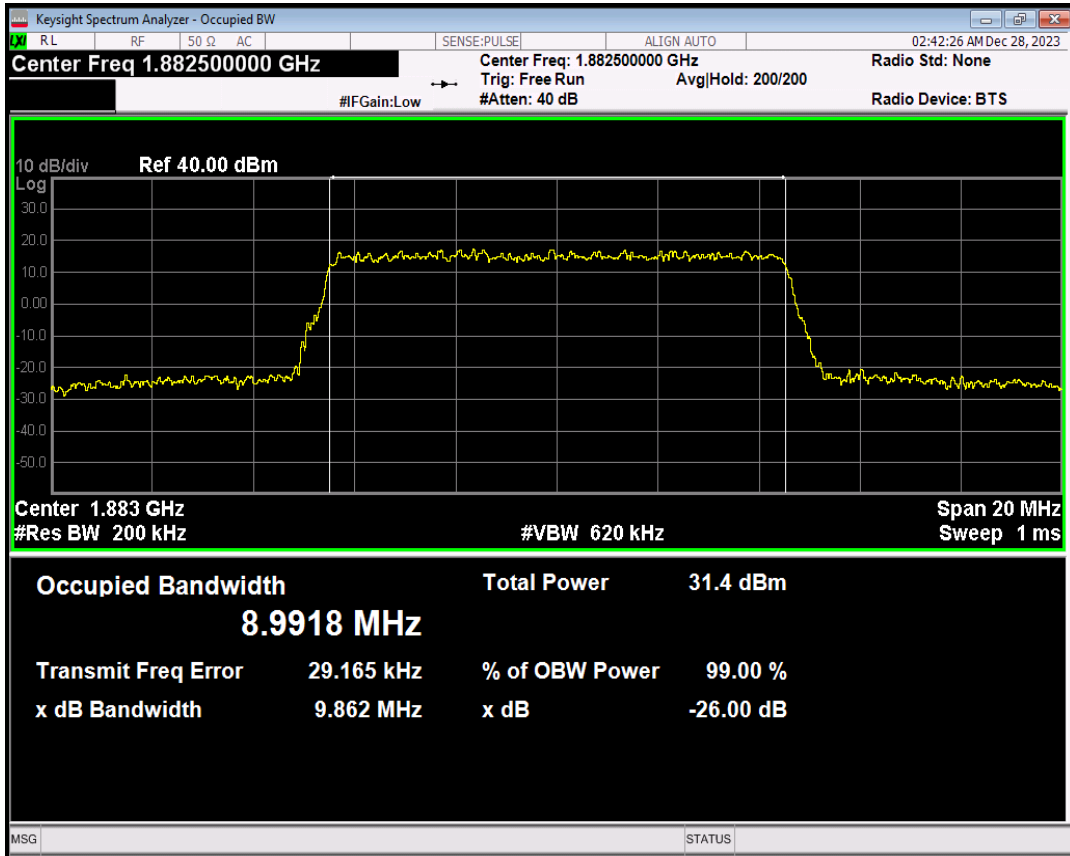 Keysight Spectrum Analyzer - Occupied BW
LXI RL RF 50 Ω AC SENSE:PULSE ALIGN AUTO 02:42:26 AM Dec 28, 2023
Center Freq 1.882500000 GHz Center Freq: 1.882500000 GHz Radio Std: None
Trig: Free Run Avg|Hold: 200/200
#IFGain:Low #Atten: 40 dB Radio Device: BTS
10 dB/div Ref 40.00 dBm
Log
30.0
20.0
10.0
0.00
-10.0
-20.0
-30.0
-40.0
-50.0
Center 1.883 GHz Span 20 MHz
#Res BW 200 kHz #VBW 620 kHz Sweep 1 ms
Occupied Bandwidth Total Power 31.4 dBm
8.9918 MHz
Transmit Freq Error 29.165 kHz % of OBW Power 99.00 %
x dB Bandwidth 9.862 MHz x dB -26.00 dB
MSG STATUS